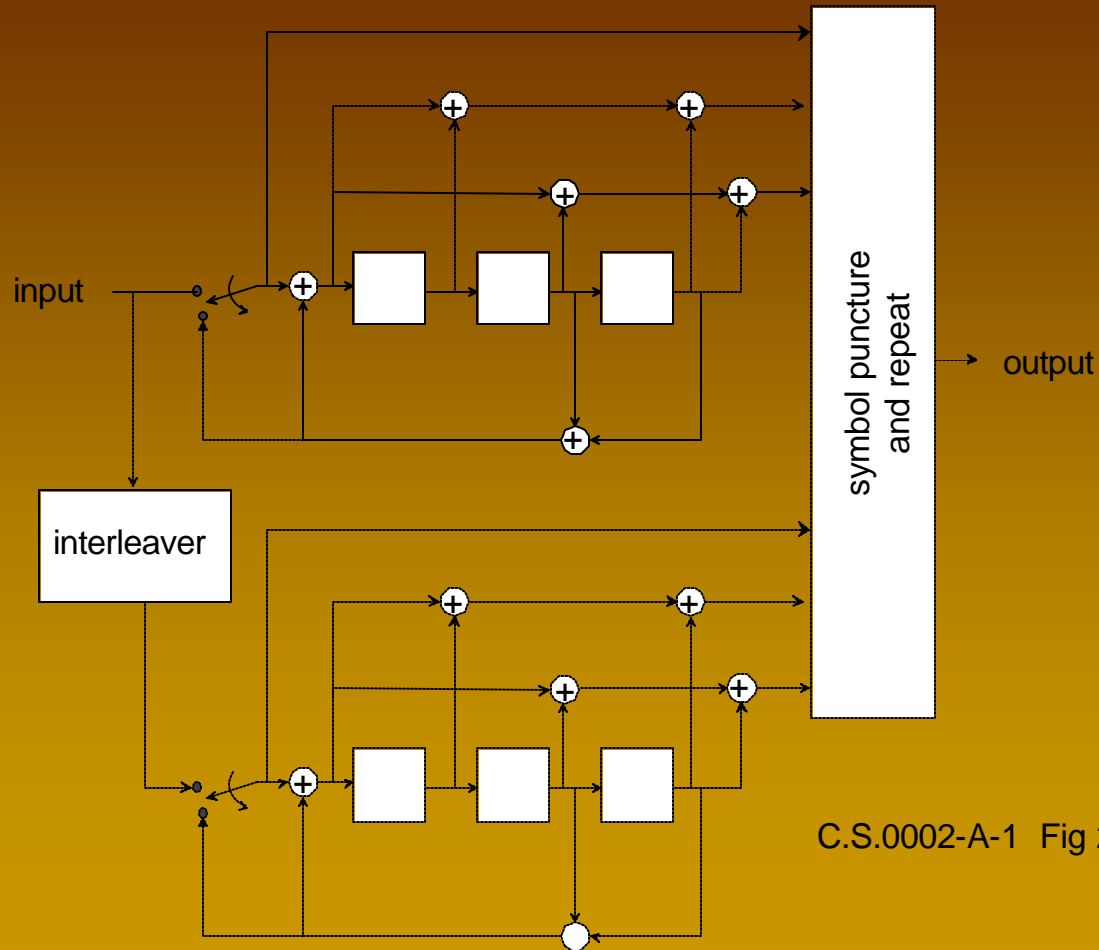 input
symbol puncture
and repeat
output
interleaver
C.S.0002-A-1 Fig